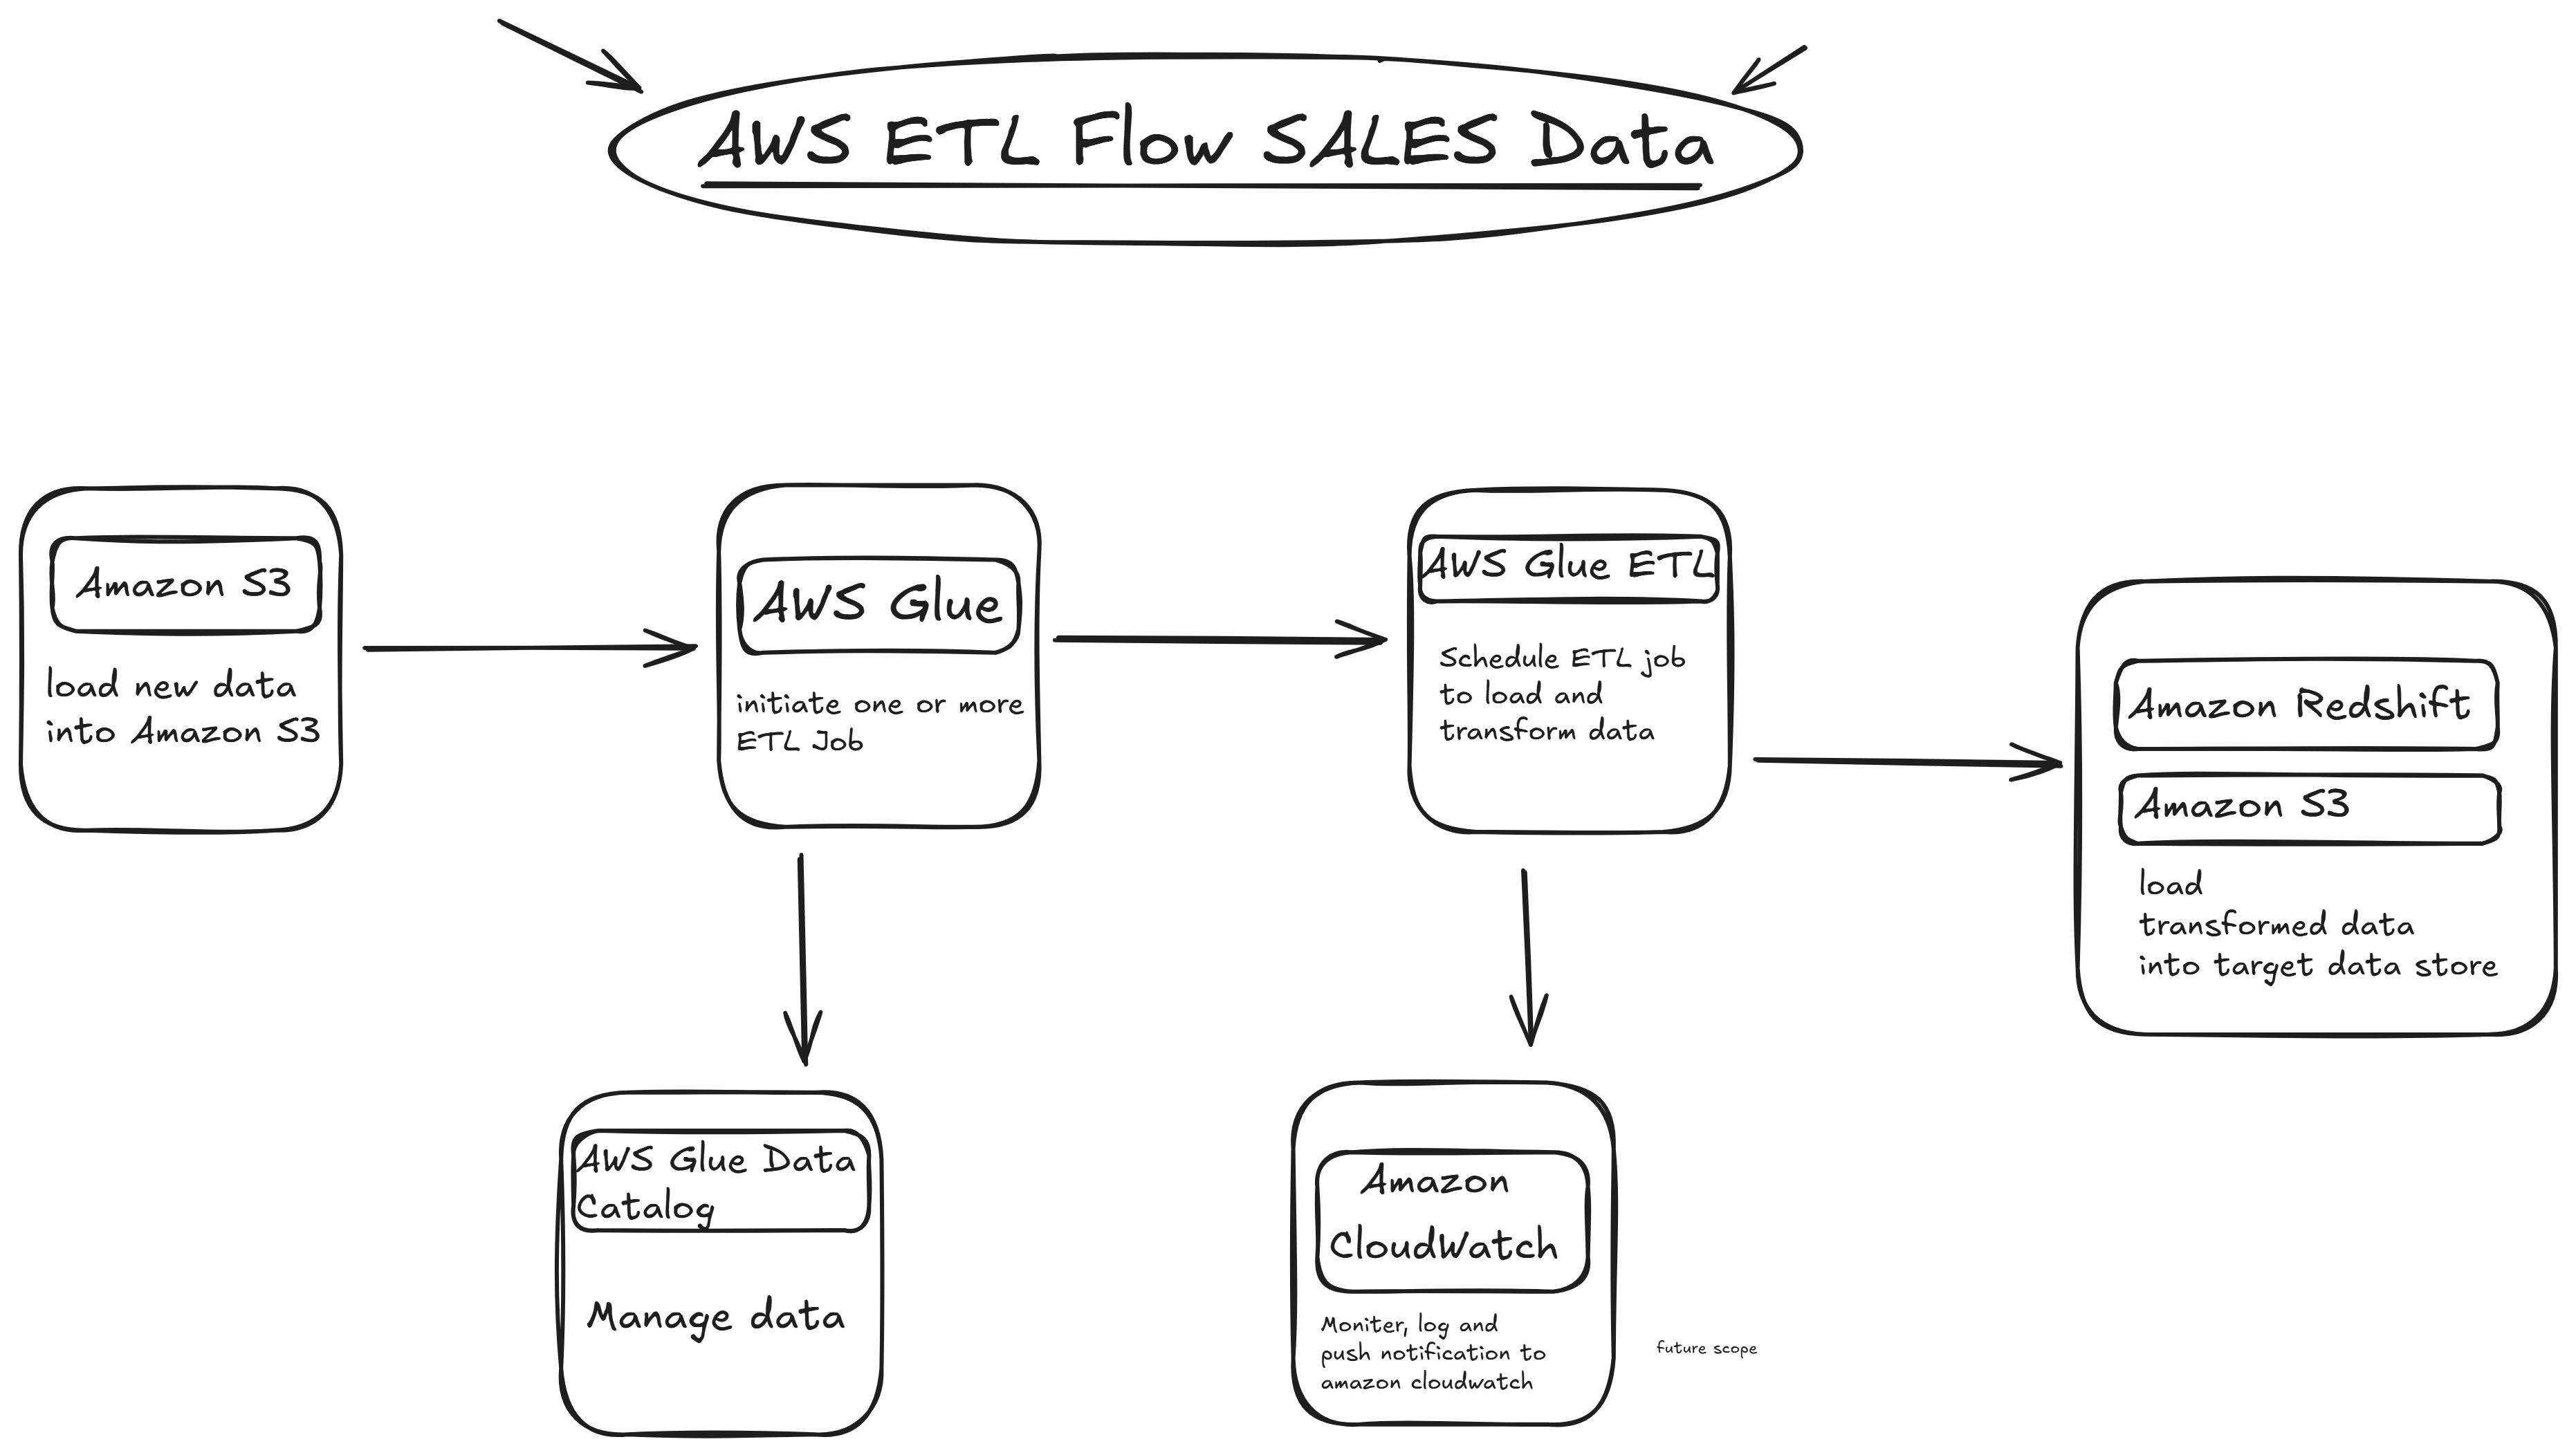 AWS ETL Flow SALES Data
Amazon S3
load new data
into Amazon S3
AWS Glue
initiate one or more
ETL Job
AWS Glue ETL
Schedule ETL job
to load and
transform data
Amazon Redshift
Amazon S3
load
transformed data
into target data store
AWS Glue Data
Catalog
Manage data
Amazon
CloudWatch
Moniter, log and
push notification to
amazon cloudwatch
future scope